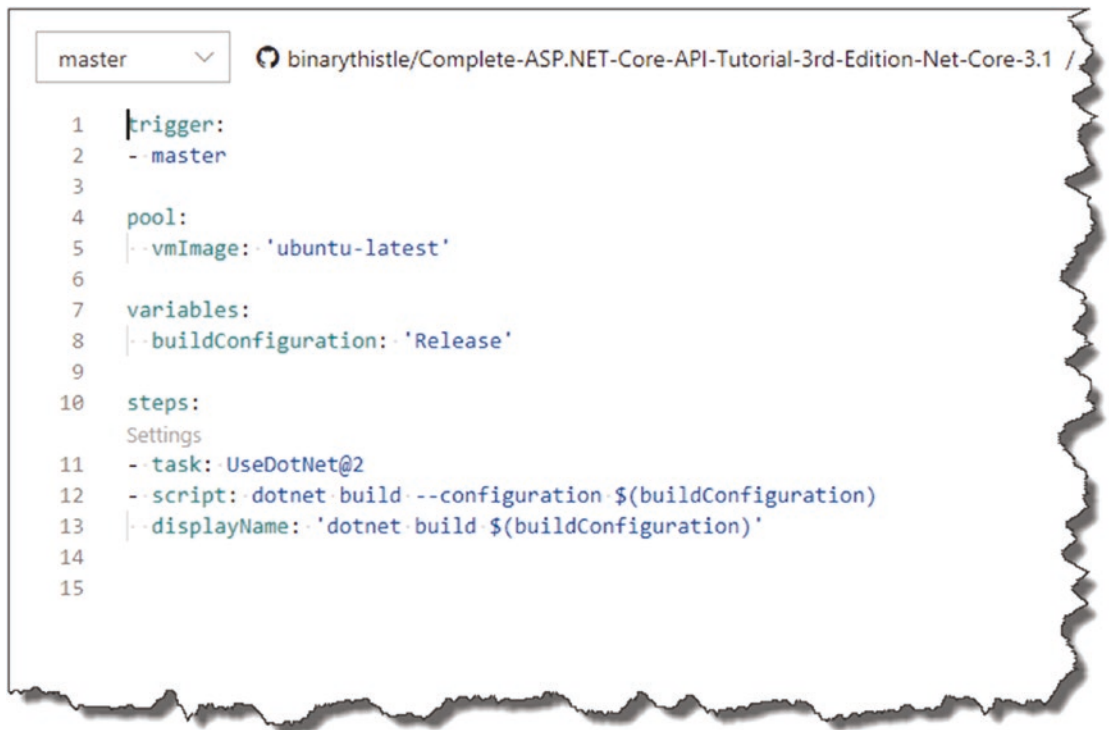 master binarythistle/Complete-ASP.NET-Core-API-Tutorial-3rd-Edition-Net-Core-3.1 /
1 trigger:
2 - master
3
4 pool:
5   vmImage: 'ubuntu-latest'
6
7 variables:
8   buildConfiguration: 'Release'
9
10 steps:
Settings
11 - task: UseDotNet@2
12 - script: dotnet build --configuration $(buildConfiguration)
13   displayName: 'dotnet build $(buildConfiguration)'
14
15